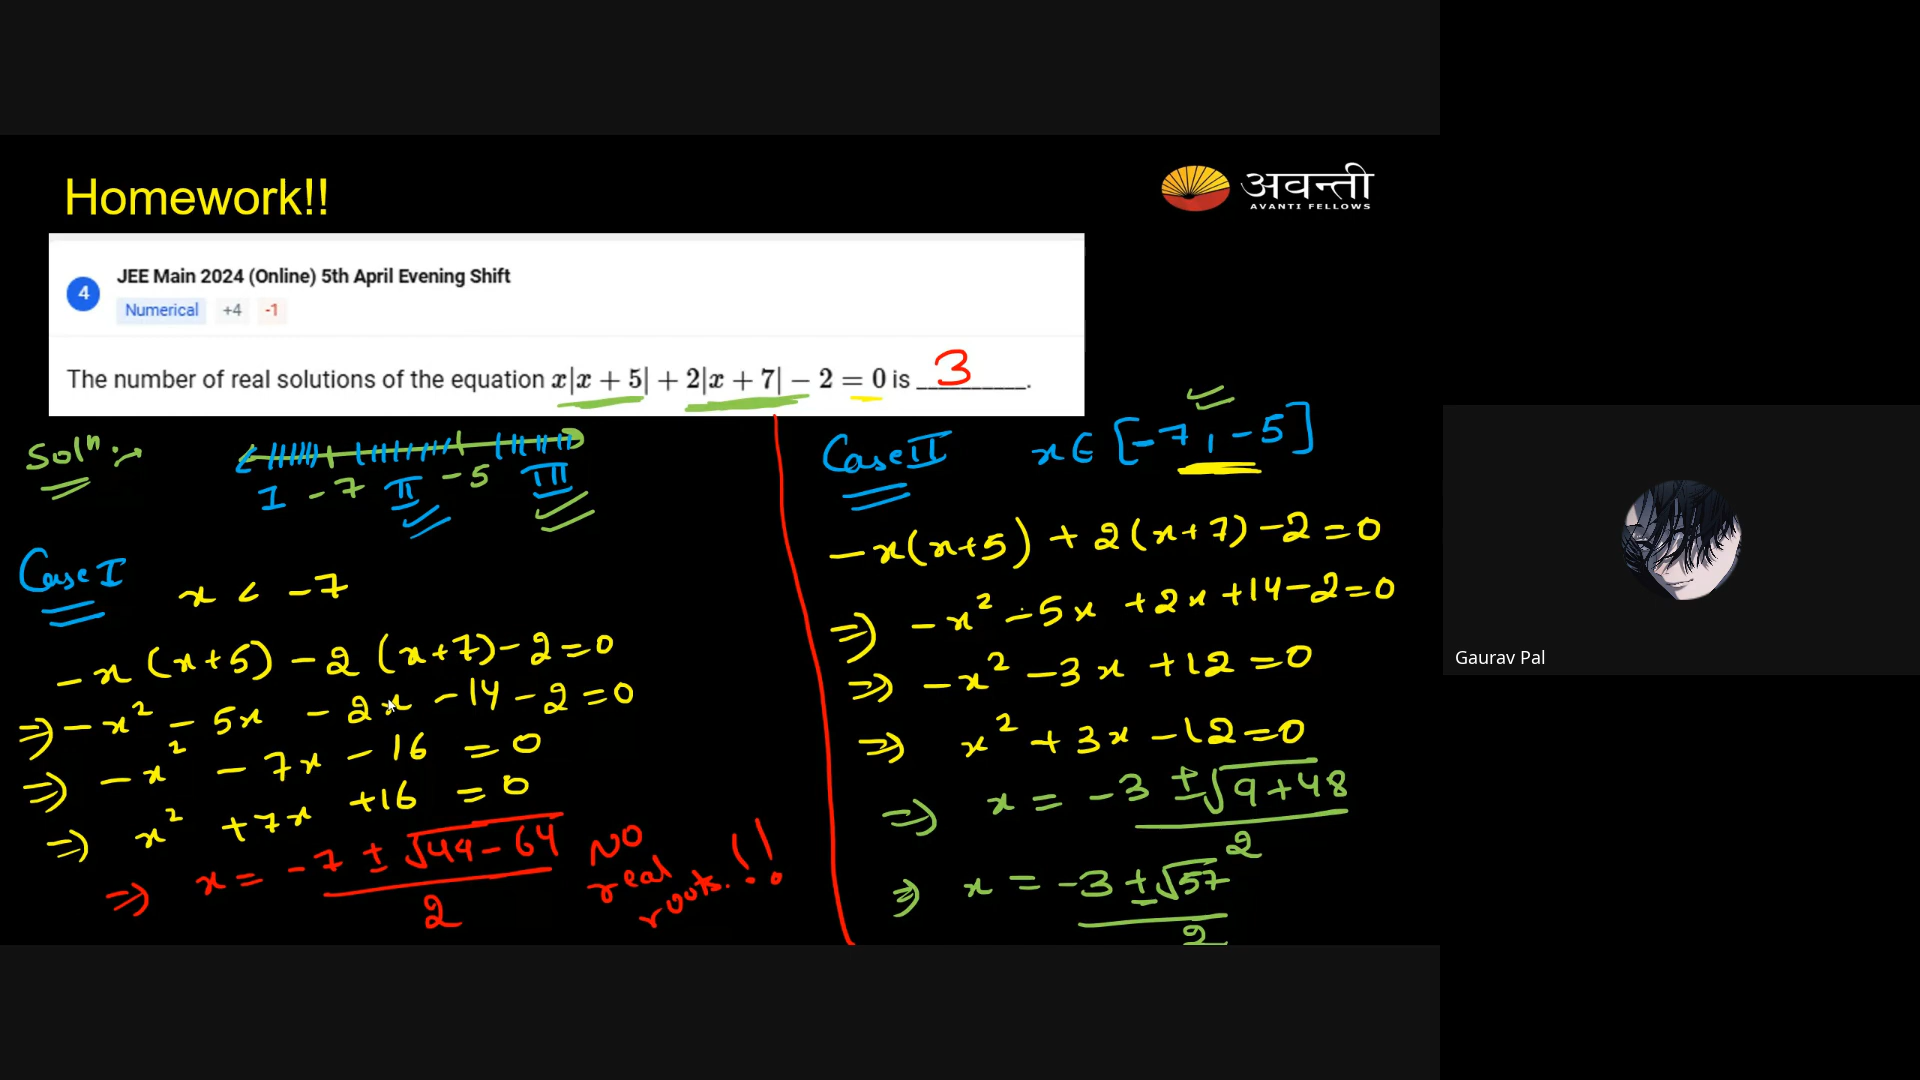 Homework!!
अवन्ती
AVANTI FELLOWS
4
JEE Main 2024 (Online) 5th April Evening Shift
Numerical +4 -1
The number of real solutions of the equation x|x + 5| + 2|x + 7| − 2 = 0 is 3.
Solⁿ :→
I -7 II -5 III
Case I
x < -7
-x(x+5) -2(x+7)-2=0
⇒ -x² - 5x - 2x -14 -2 =0
⇒ -x² - 7x - 16 = 0
⇒ x² +7x +16 = 0
⇒ x = -7 ± √49-64 / 2 No real roots.!!
Case II x ∈ [-7, -5]
-x(x+5) + 2(x+7) -2=0
⇒ -x² -5x +2x +14-2=0
⇒ -x² -3x +12 =0
⇒ x² +3x -12=0
⇒ x = -3 ±√9+48 / 2
⇒ x = -3 ±√57 / 2
Gaurav Pal